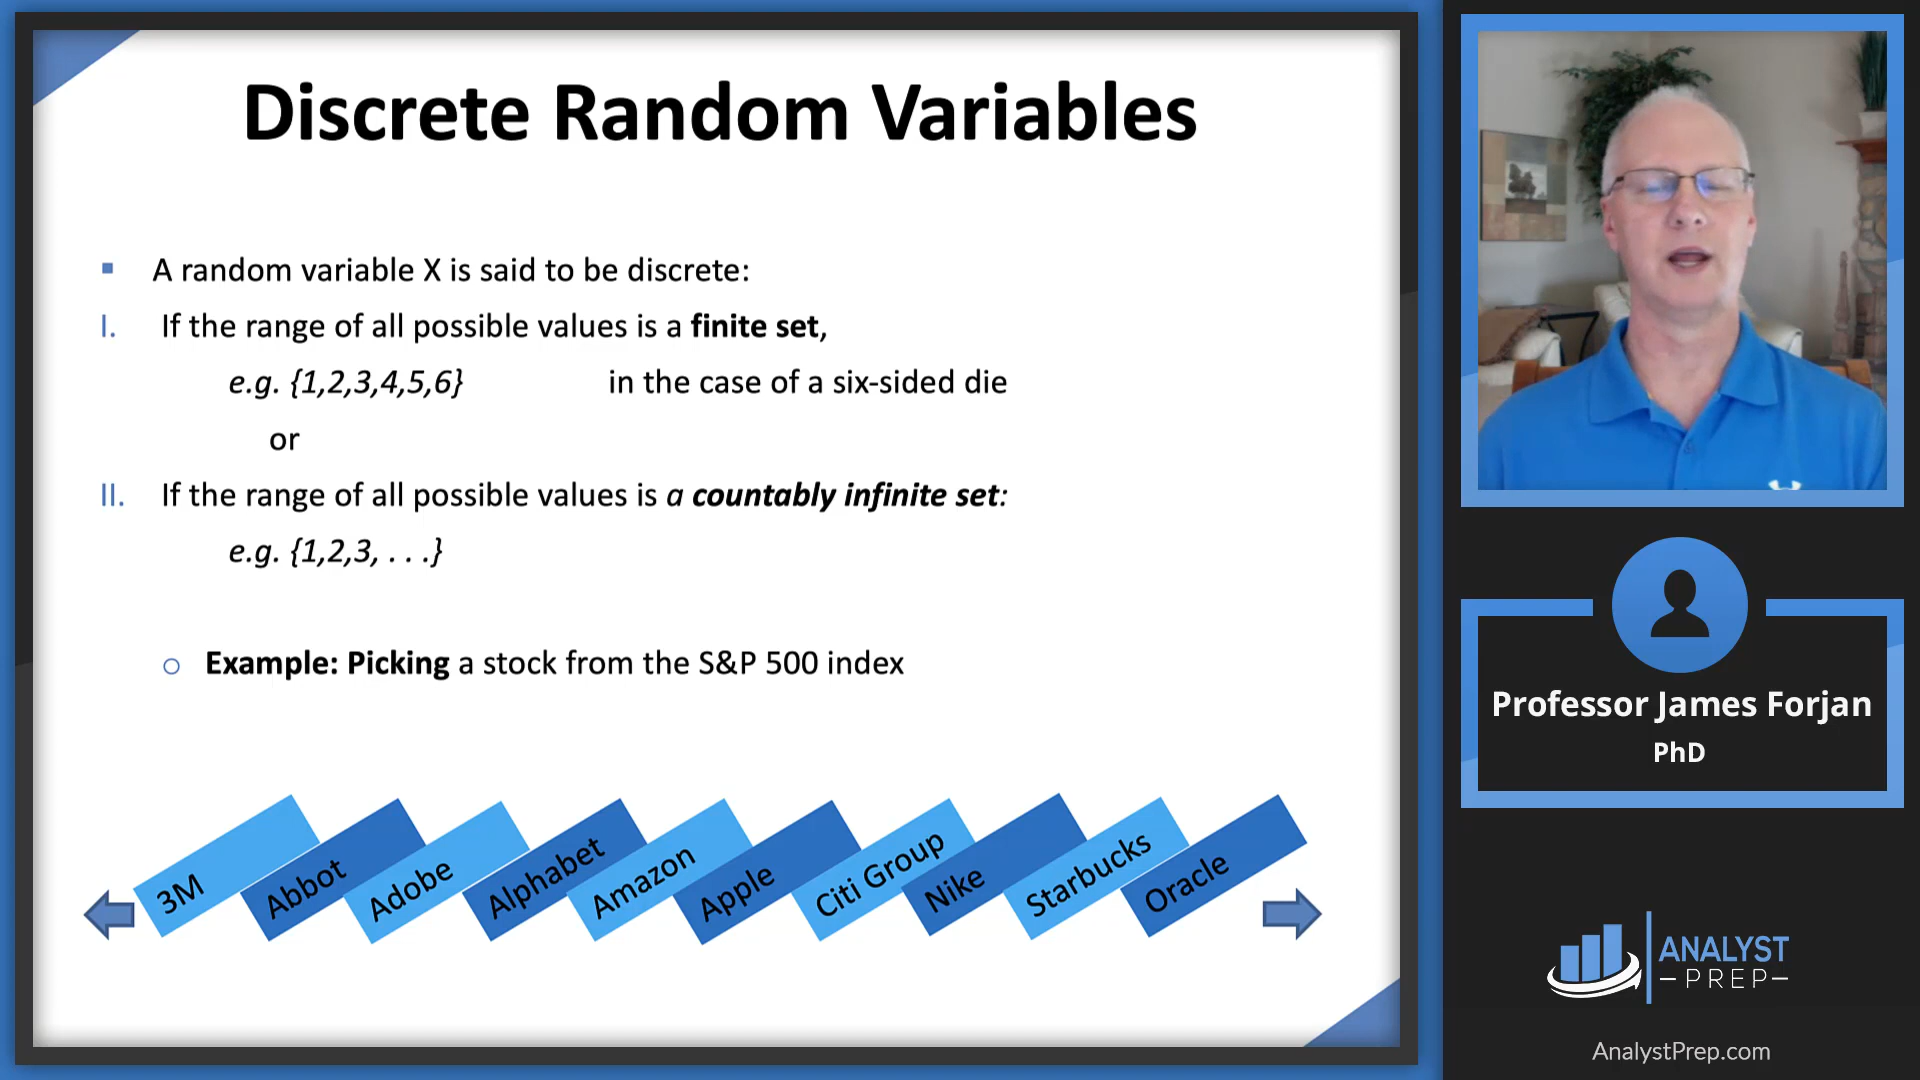 Discrete Random Variables
▪ A random variable X is said to be discrete:
I. If the range of all possible values is a finite set,
e.g. {1,2,3,4,5,6} in the case of a six-sided die
or
II. If the range of all possible values is a countably infinite set:
e.g. {1,2,3, . . .}
○ Example: Picking a stock from the S&P 500 index
3M
Abbot
Adobe
Alphabet
Amazon
Apple
Citi Group
Nike
Starbucks
Oracle
Professor James Forjan
PhD
ANALYST
PREP
AnalystPrep.com